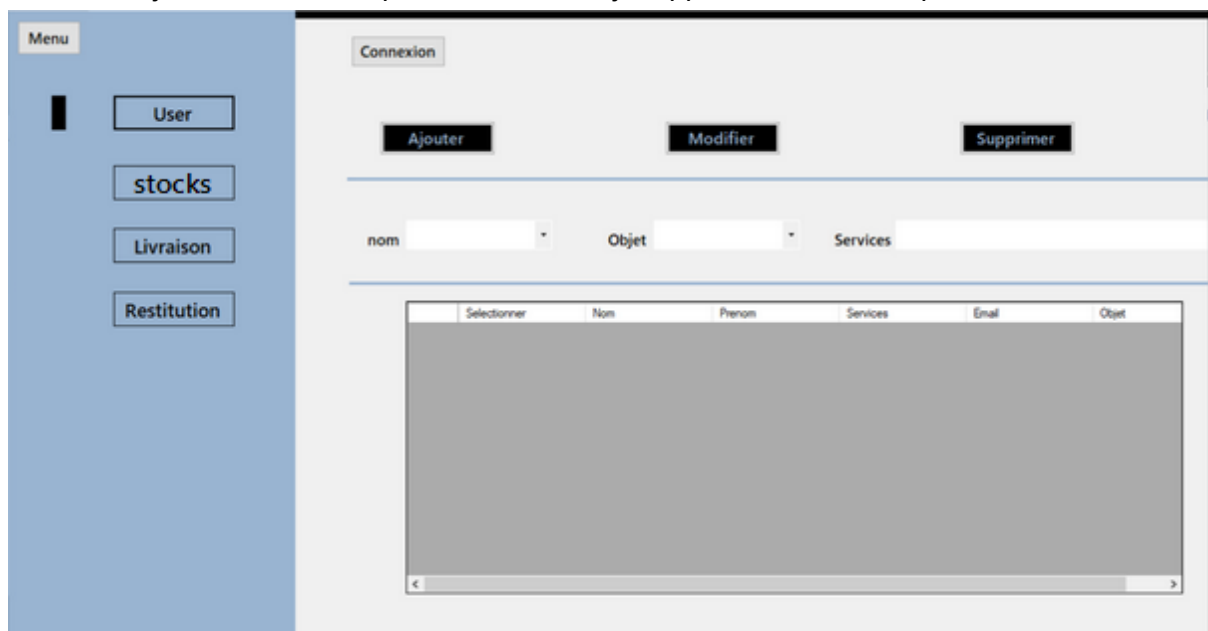 Menu
Connexion
User
Ajouter Modifier Supprimer
stocks
nom Objet Services
Livraison
Restitution
Selectionner Nom Prenom Services Email Objet